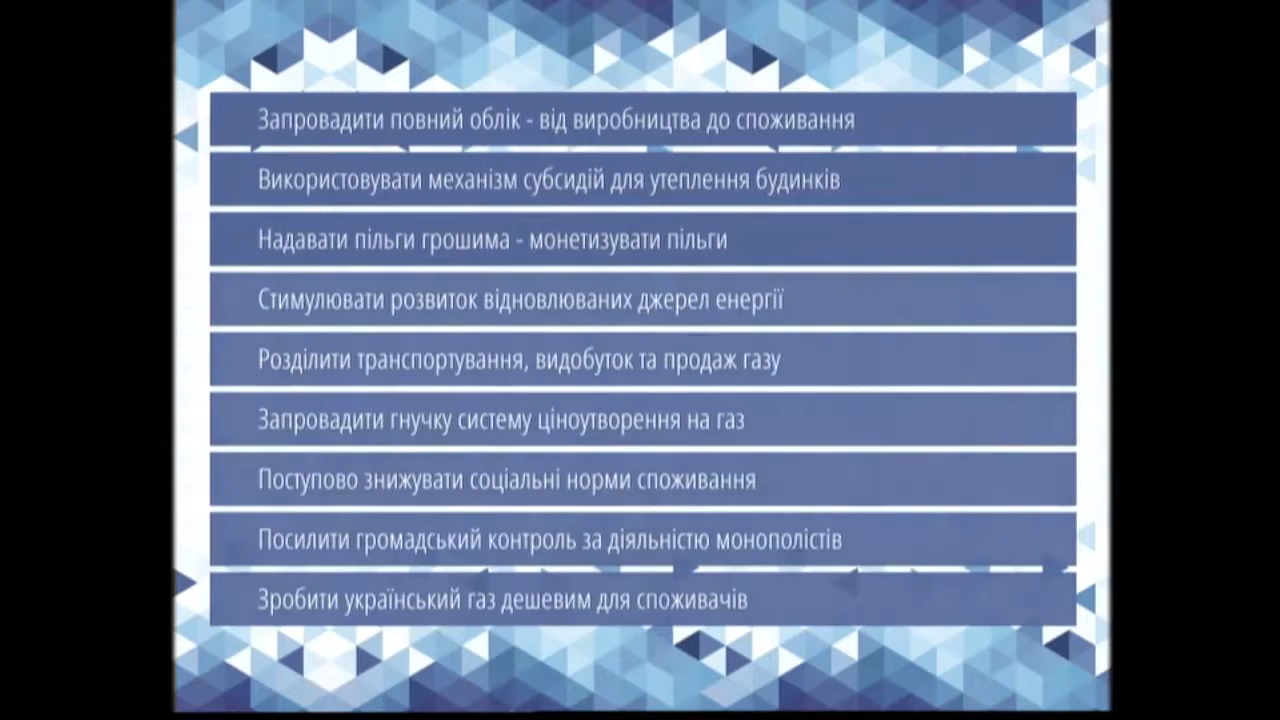 Запровадити повний облік - від виробництва до споживання
Використовувати механізм субсидій для утеплення будинків
Надавати пільги грошима - монетизувати пільги
Стимулювати розвиток відновлюваних джерел енергії
Розділити транспортування, видобуток та продаж газу
Запровадити гнучку систему ціноутворення на газ
Поступово знижувати соціальні норми споживання
Посилити громадський контроль за діяльністю монополістів
Зробити український газ дешевим для споживачів